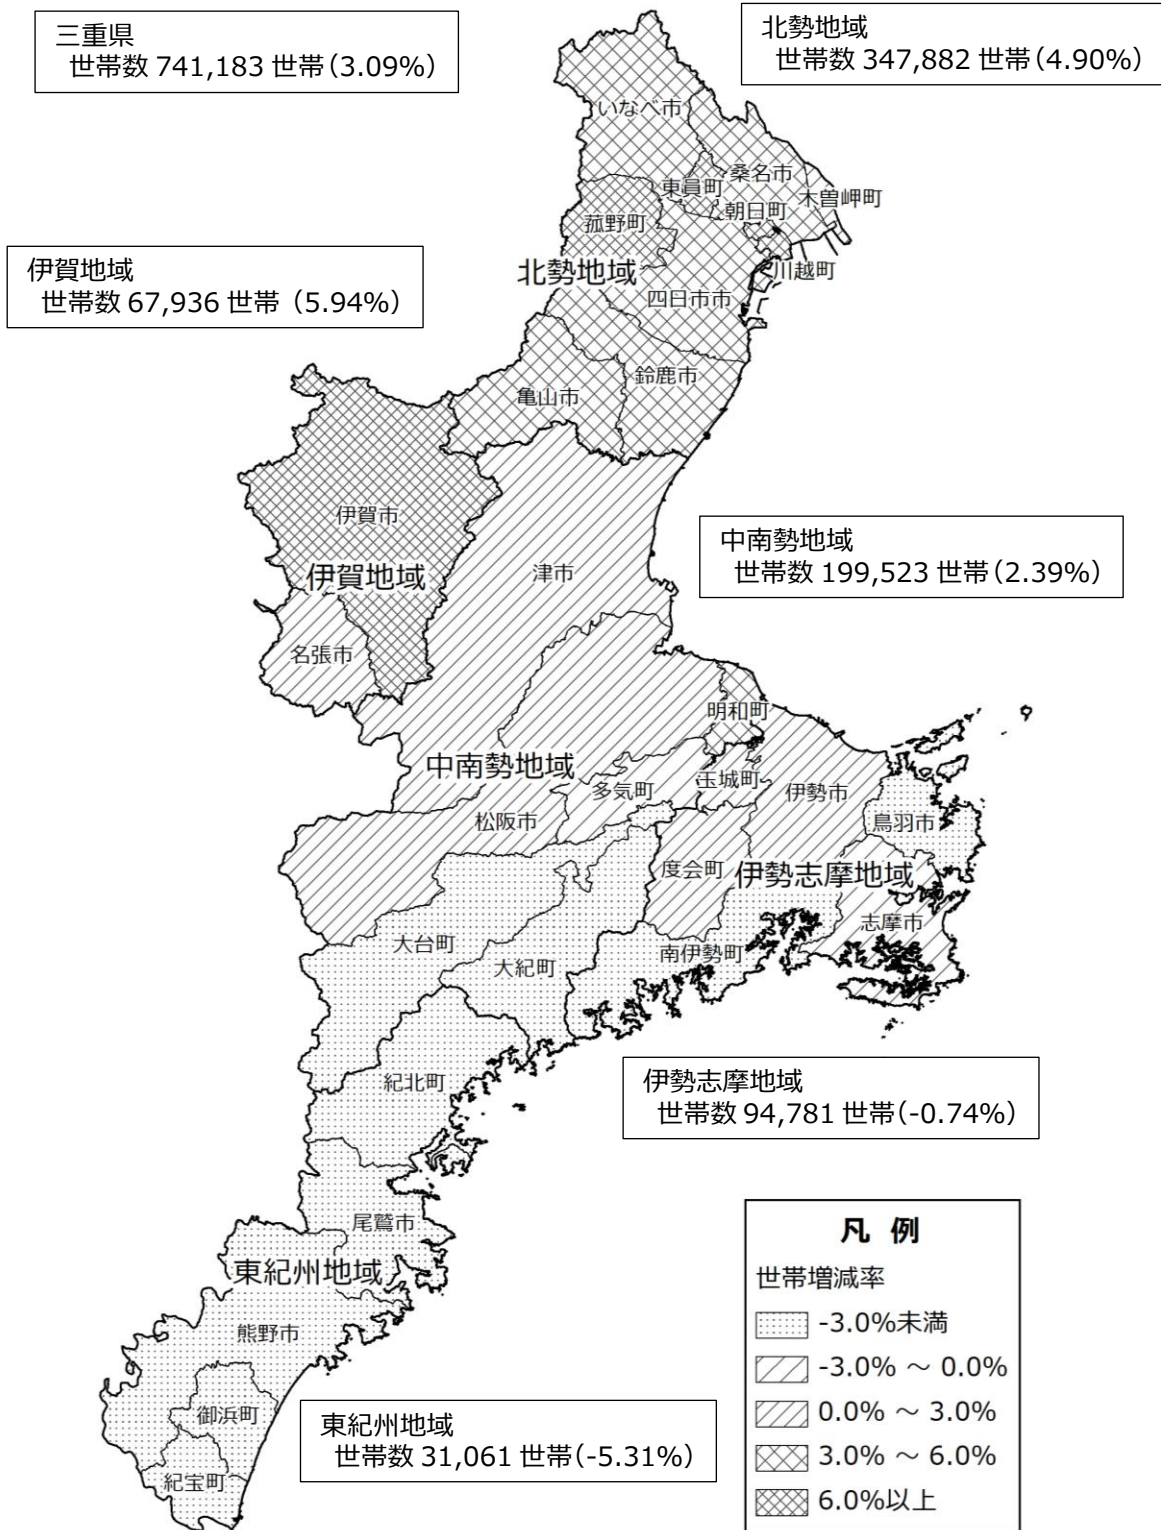 三重県
世帯数 741,183 世帯(3.09%)
北勢地域
世帯数 347,882 世帯(4.90%)
いなべ市
桑名市
東員町
木曽岬町
朝日町
菰野町
川越町
北勢地域
四日市市
伊賀地域
世帯数 67,936 世帯 (5.94%)
鈴鹿市
亀山市
伊賀市
伊賀地域
津市
中南勢地域
世帯数 199,523 世帯(2.39%)
名張市
明和町
中南勢地域
玉城町
多気町
伊勢市
松阪市
鳥羽市
度会町
伊勢志摩地域
志摩市
大台町
南伊勢町
大紀町
紀北町
伊勢志摩地域
世帯数 94,781 世帯(-0.74%)
尾鷲市
東紀州地域
熊野市
御浜町
紀宝町
東紀州地域
世帯数 31,061 世帯(-5.31%)
凡 例
世帯増減率
-3.0%未満
-3.0% ～ 0.0%
0.0% ～ 3.0%
3.0% ～ 6.0%
6.0%以上